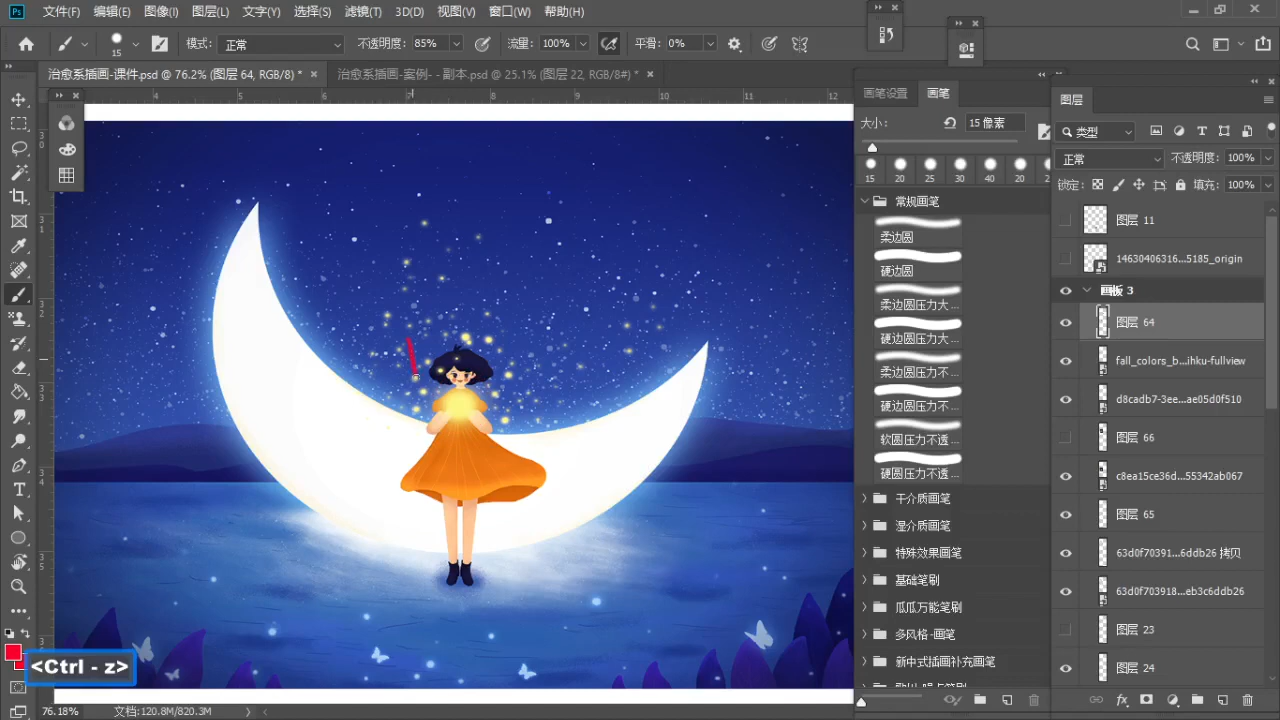 Ps 文件(F) 编辑(E) 图像(I) 图层(L) 文字(Y) 选择(S) 滤镜(T) 3D(D) 视图(V) 窗口(W) 帮助(H)
15 模式: 正常 不透明度: 85% 流量: 100% 平滑: 0%
治愈系插画-课件.psd @ 76.2% (图层 64, RGB/8) * × 治愈系插画-案例- - 副本.psd @ 25.1% (图层 22, RGB/8#) * ×
4 5 6 7 8 9 10 11 12
画笔设置 画笔
大小: 15 像素
15 20 25 30 40 20
常规画笔
柔边圆
硬边圆
柔边圆压力大
硬边圆压力大
柔边圆压力不 ...
硬边圆压力不 ...
软圆压力不透 ...
硬圆压力不透 ...
干介质画笔
湿介质画笔
特殊效果画笔
基础笔刷
瓜瓜万能笔刷
多风格-画笔
新中式插画补充画笔
图层
类型
正常 不透明度: 100%
锁定: 填充: 100%
图层 11
14630406316...5185_origin
画板 3
图层 64
fall_colors_b...ihku-fullview
d8cadb7-3ee...ae05d0f510
图层 66
c8ea15ce36d...55342ab067
图层 65
63d0f70391...6ddb26 拷贝
63d0f703918...eb3c6ddb26
图层 23
图层 24
<Ctrl - z>
76.18% 文档:120.8M/820.3M